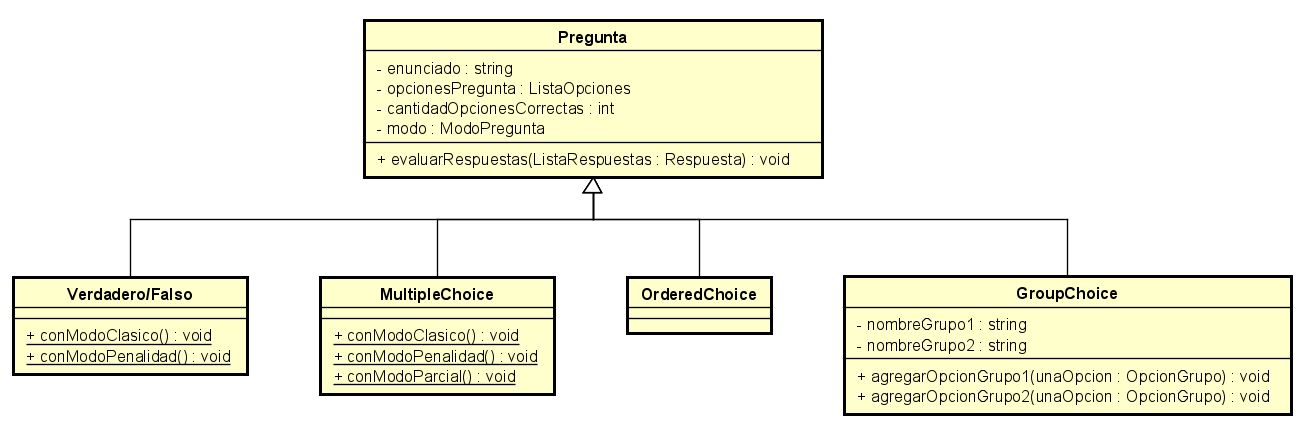 Pregunta
- enunciado : string
- opcionesPregunta : ListaOpciones
- cantidadOpcionesCorrectas : int
- modo : ModoPregunta
+ evaluarRespuestas(ListaRespuestas : Respuesta) : void
Verdadero/Falso
+ conModoClasico() : void
+ conModoPenalidad() : void
MultipleChoice
+ conModoClasico() : void
+ conModoPenalidad() : void
+ conModoParcial() : void
OrderedChoice
GroupChoice
- nombreGrupo1 : string
- nombreGrupo2 : string
+ agregarOpcionGrupo1(unaOpcion : OpcionGrupo) : void
+ agregarOpcionGrupo2(unaOpcion : OpcionGrupo) : void